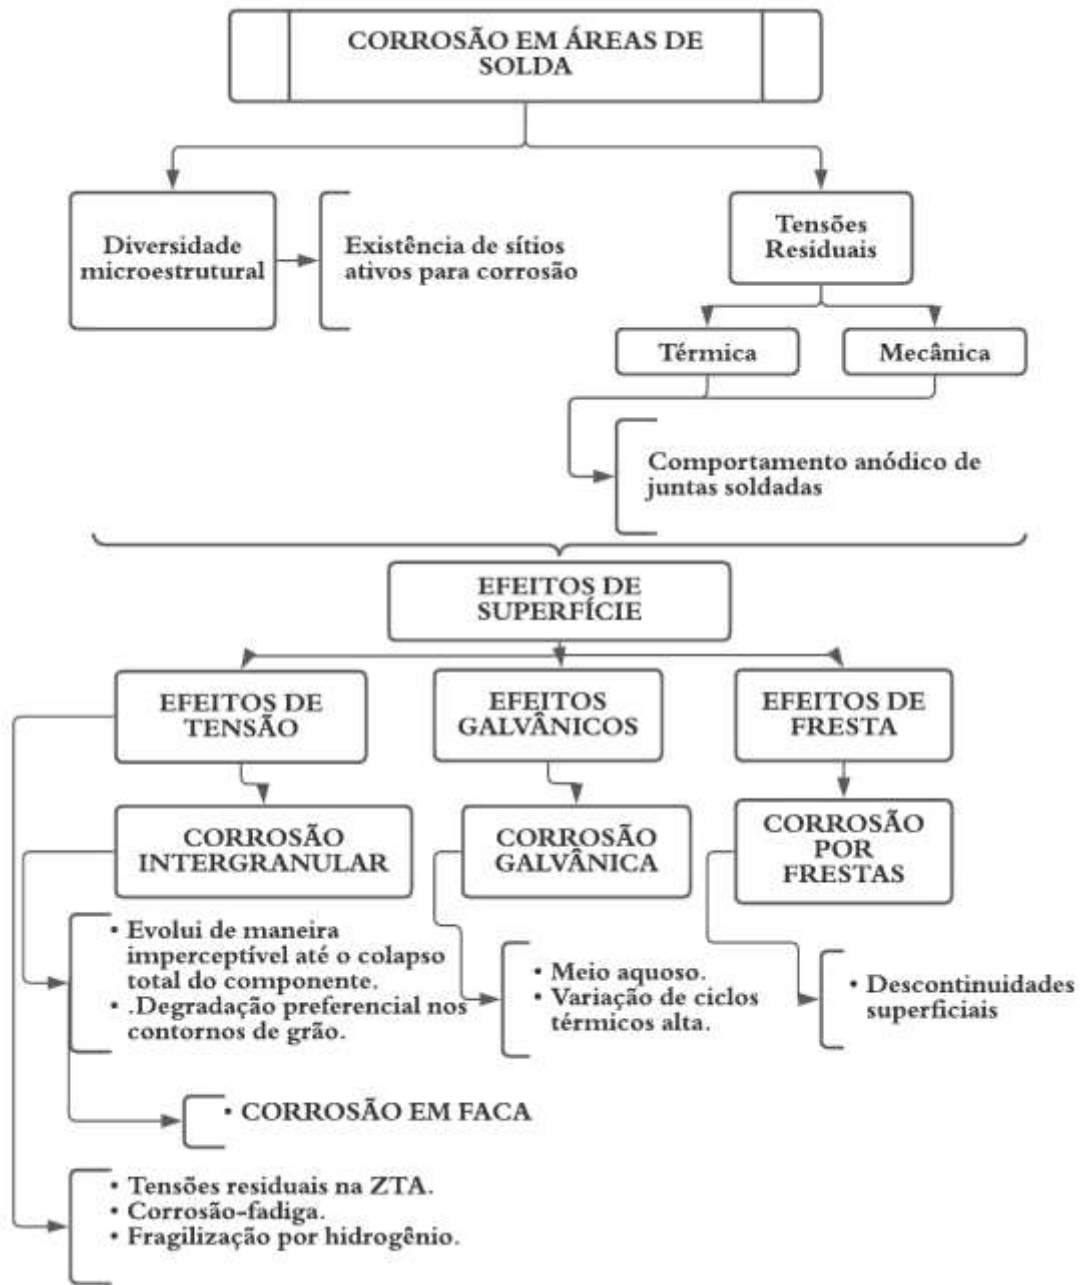 CORROSÃO EM ÁREAS DE
SOLDA
Diversidade
microestrutural
Existência de sítios
ativos para corrosão
Tensões
Residuais
Térmica
Mecânica
Comportamento anódico de
juntas soldadas
EFEITOS DE
SUPERFÍCIE
EFEITOS DE
TENSÃO
EFEITOS
GALVÂNICOS
EFEITOS DE
FRESTA
CORROSÃO
INTERGRANULAR
CORROSÃO
GALVÂNICA
CORROSÃO
POR
FRESTAS
• Evolui de maneira
imperceptível até o colapso
total do componente.
• .Degradação preferencial nos
contornos de grão.
• Meio aquoso.
• Variação de ciclos
térmicos alta.
• Descontinuidades
superficiais
• CORROSÃO EM FACA
• Tensões residuais na ZTA.
• Corrosão-fadiga.
• Fragilização por hidrogênio.